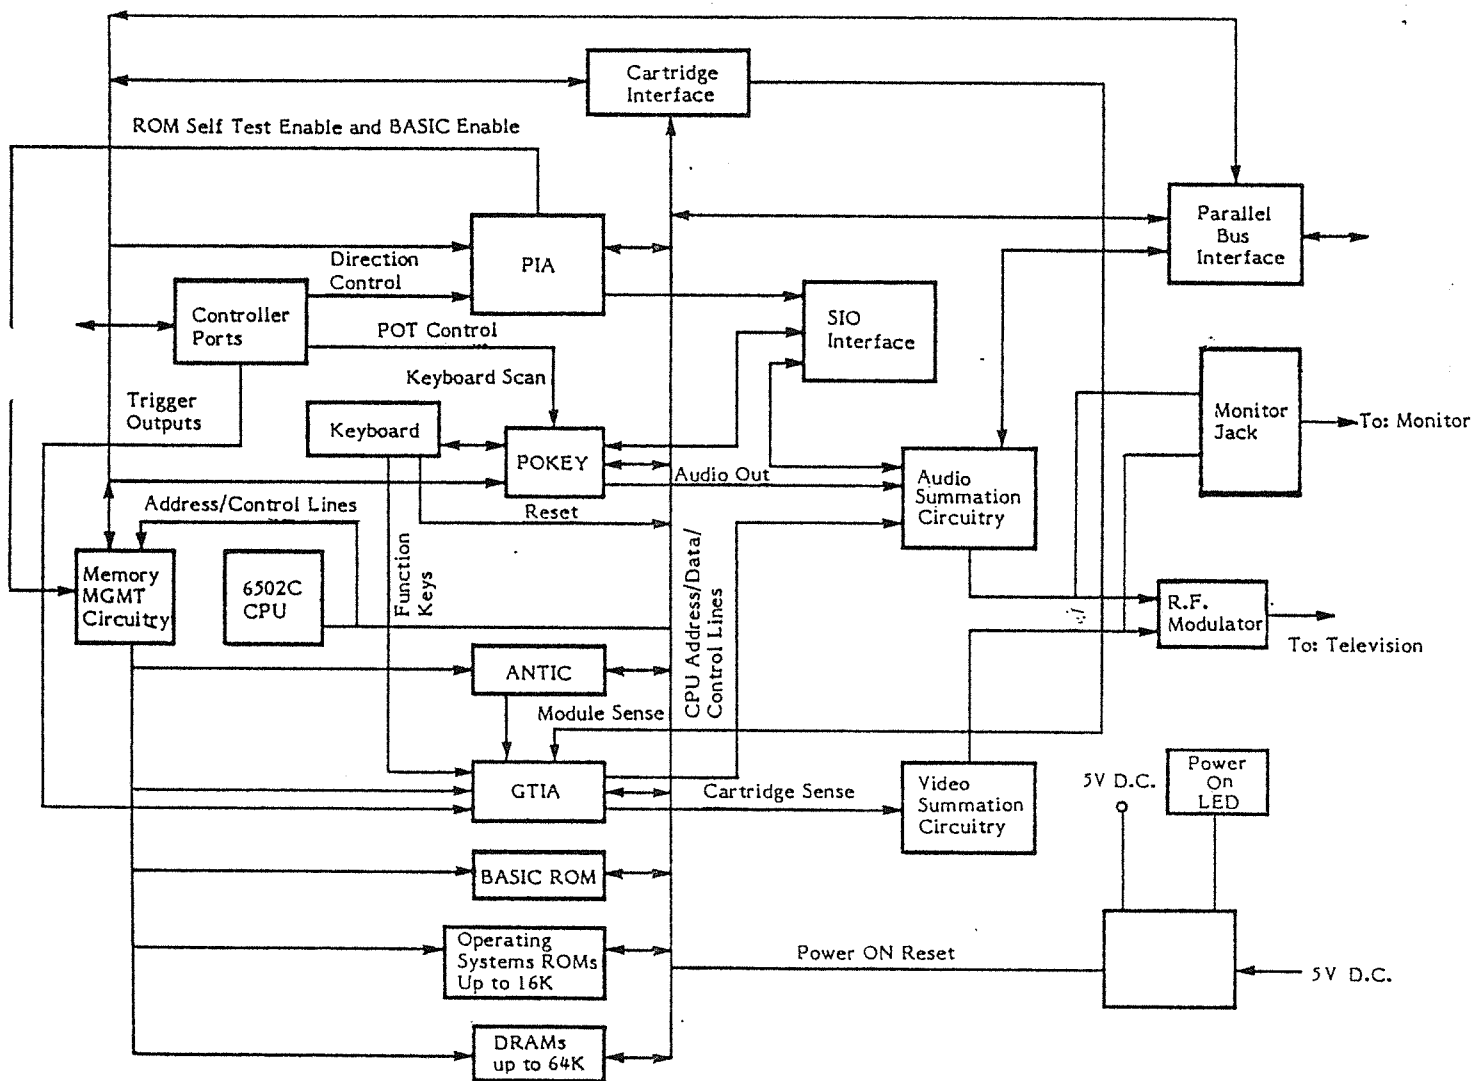 Cartridge
Interface
ROM Self Test Enable and BASIC Enable
Parallel
Bus
Interface
PIA
Direction
Control
Controller
Ports
POT Control
SIO
Interface
Keyboard Scan
Trigger
Outputs
Keyboard
POKEY
Monitor
Jack
To: Monitor
Audio Out
Audio
Summation
Circuitry
Address/Control Lines
Reset
Function
Keys
CPU Address/Data/
Control Lines
Memory
MGMT
Circuitry
6502C
CPU
R.F.
Modulator
To: Television
ANTIC
Module Sense
GTIA
Cartridge Sense
Video
Summation
Circuitry
5V D.C.
Power
On
LED
BASIC ROM
Operating
Systems ROMs
Up to 16K
Power ON Reset
5V D.C.
DRAMs
up to 64K